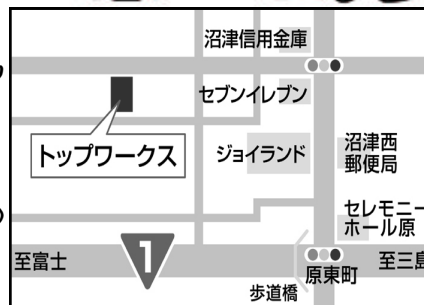 沼津信用金庫
セブンイレブン
トップワークス
ジョイランド
沼津西
郵便局
セレモニー
ホール原
至富士
1
原東町
至三島
歩道橋